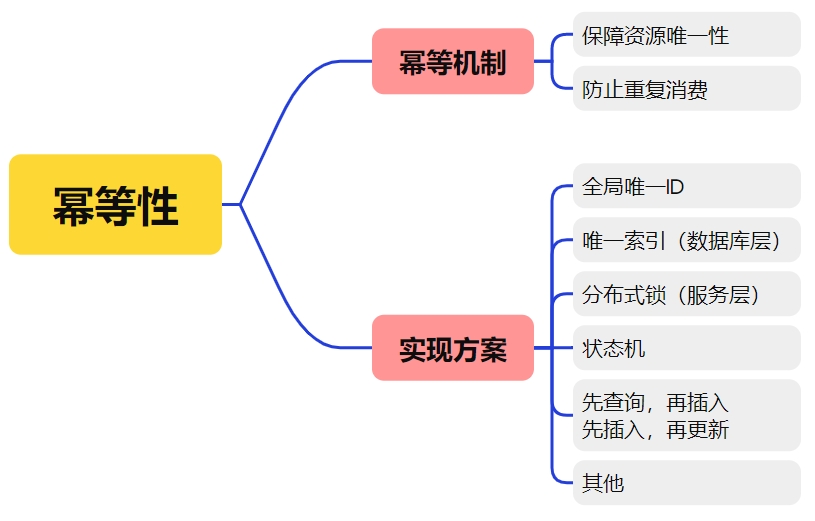 幂等性
幂等机制
保障资源唯一性
防止重复消费
实现方案
全局唯一ID
唯一索引（数据库层）
分布式锁（服务层）
状态机
先查询，再插入
先插入，再更新
其他